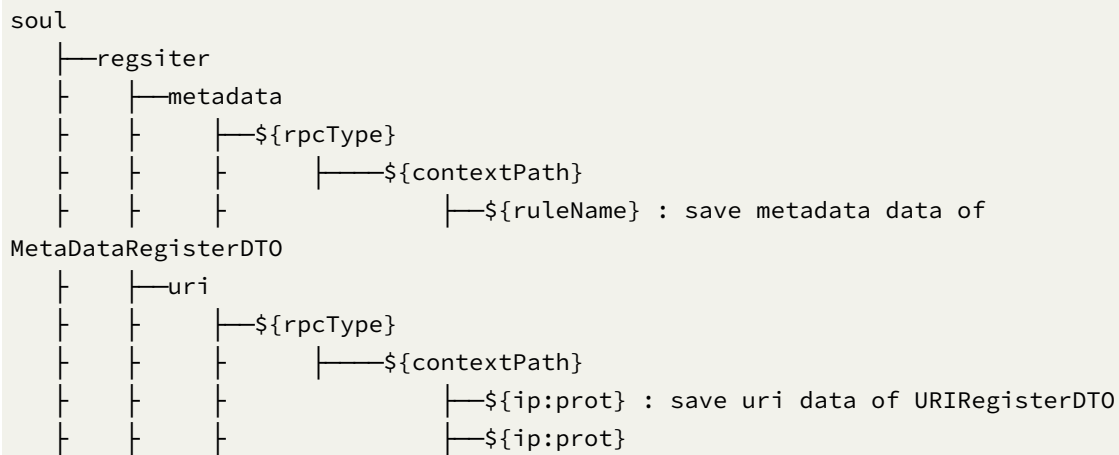 soul
├──regsiter
├ ├──metadata
├ ├ ├──${rpcType}
├ ├ ├ ├────${contextPath}
├ ├ ├ ├──${ruleName} : save metadata data of
MetaDataRegisterDTO
├ ├──uri
├ ├ ├──${rpcType}
├ ├ ├ ├────${contextPath}
├ ├ ├ ├──${ip:prot} : save uri data of URIRegisterDTO
├ ├ ├ ├──${ip:prot}